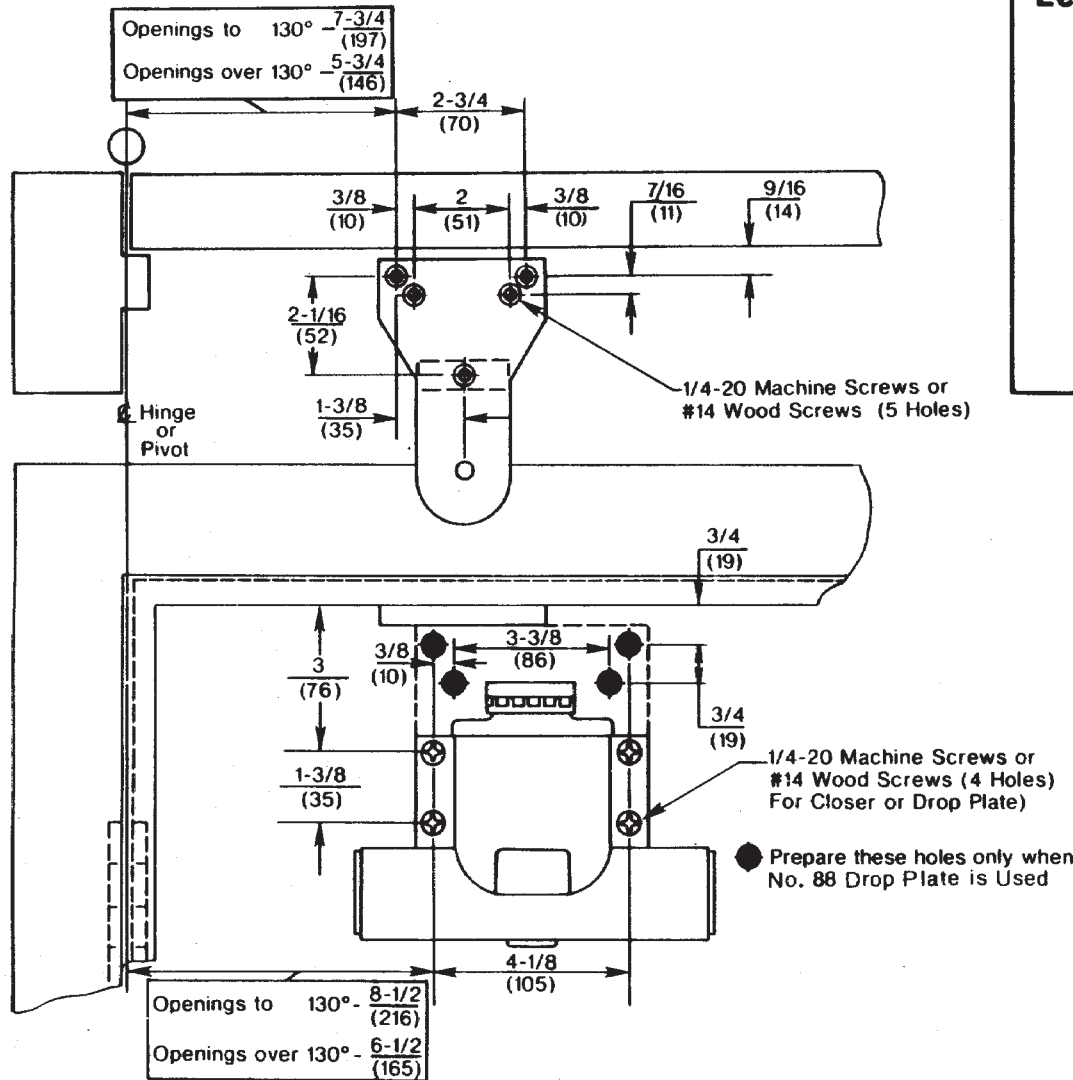 Openings to 130° - 7-3/4 (197)
Openings over 130° - 5-3/4 (146)
2-3/4 (70)
3/8 (10)
2 (51)
3/8 (10)
7/16 (11)
9/16 (14)
2-1/16 (52)
1-3/8 (35)
1/4-20 Machine Screws or
#14 Wood Screws (5 Holes)
℄ Hinge
or
Pivot
3/4 (19)
3-3/8 (86)
3/8 (10)
3 (76)
3/4 (19)
1-3/8 (35)
1/4-20 Machine Screws or
#14 Wood Screws (4 Holes)
For Closer or Drop Plate)
Prepare these holes only when
No. 88 Drop Plate is Used
4-1/8 (105)
Openings to 130° - 8-1/2 (216)
Openings over 130° - 6-1/2 (165)